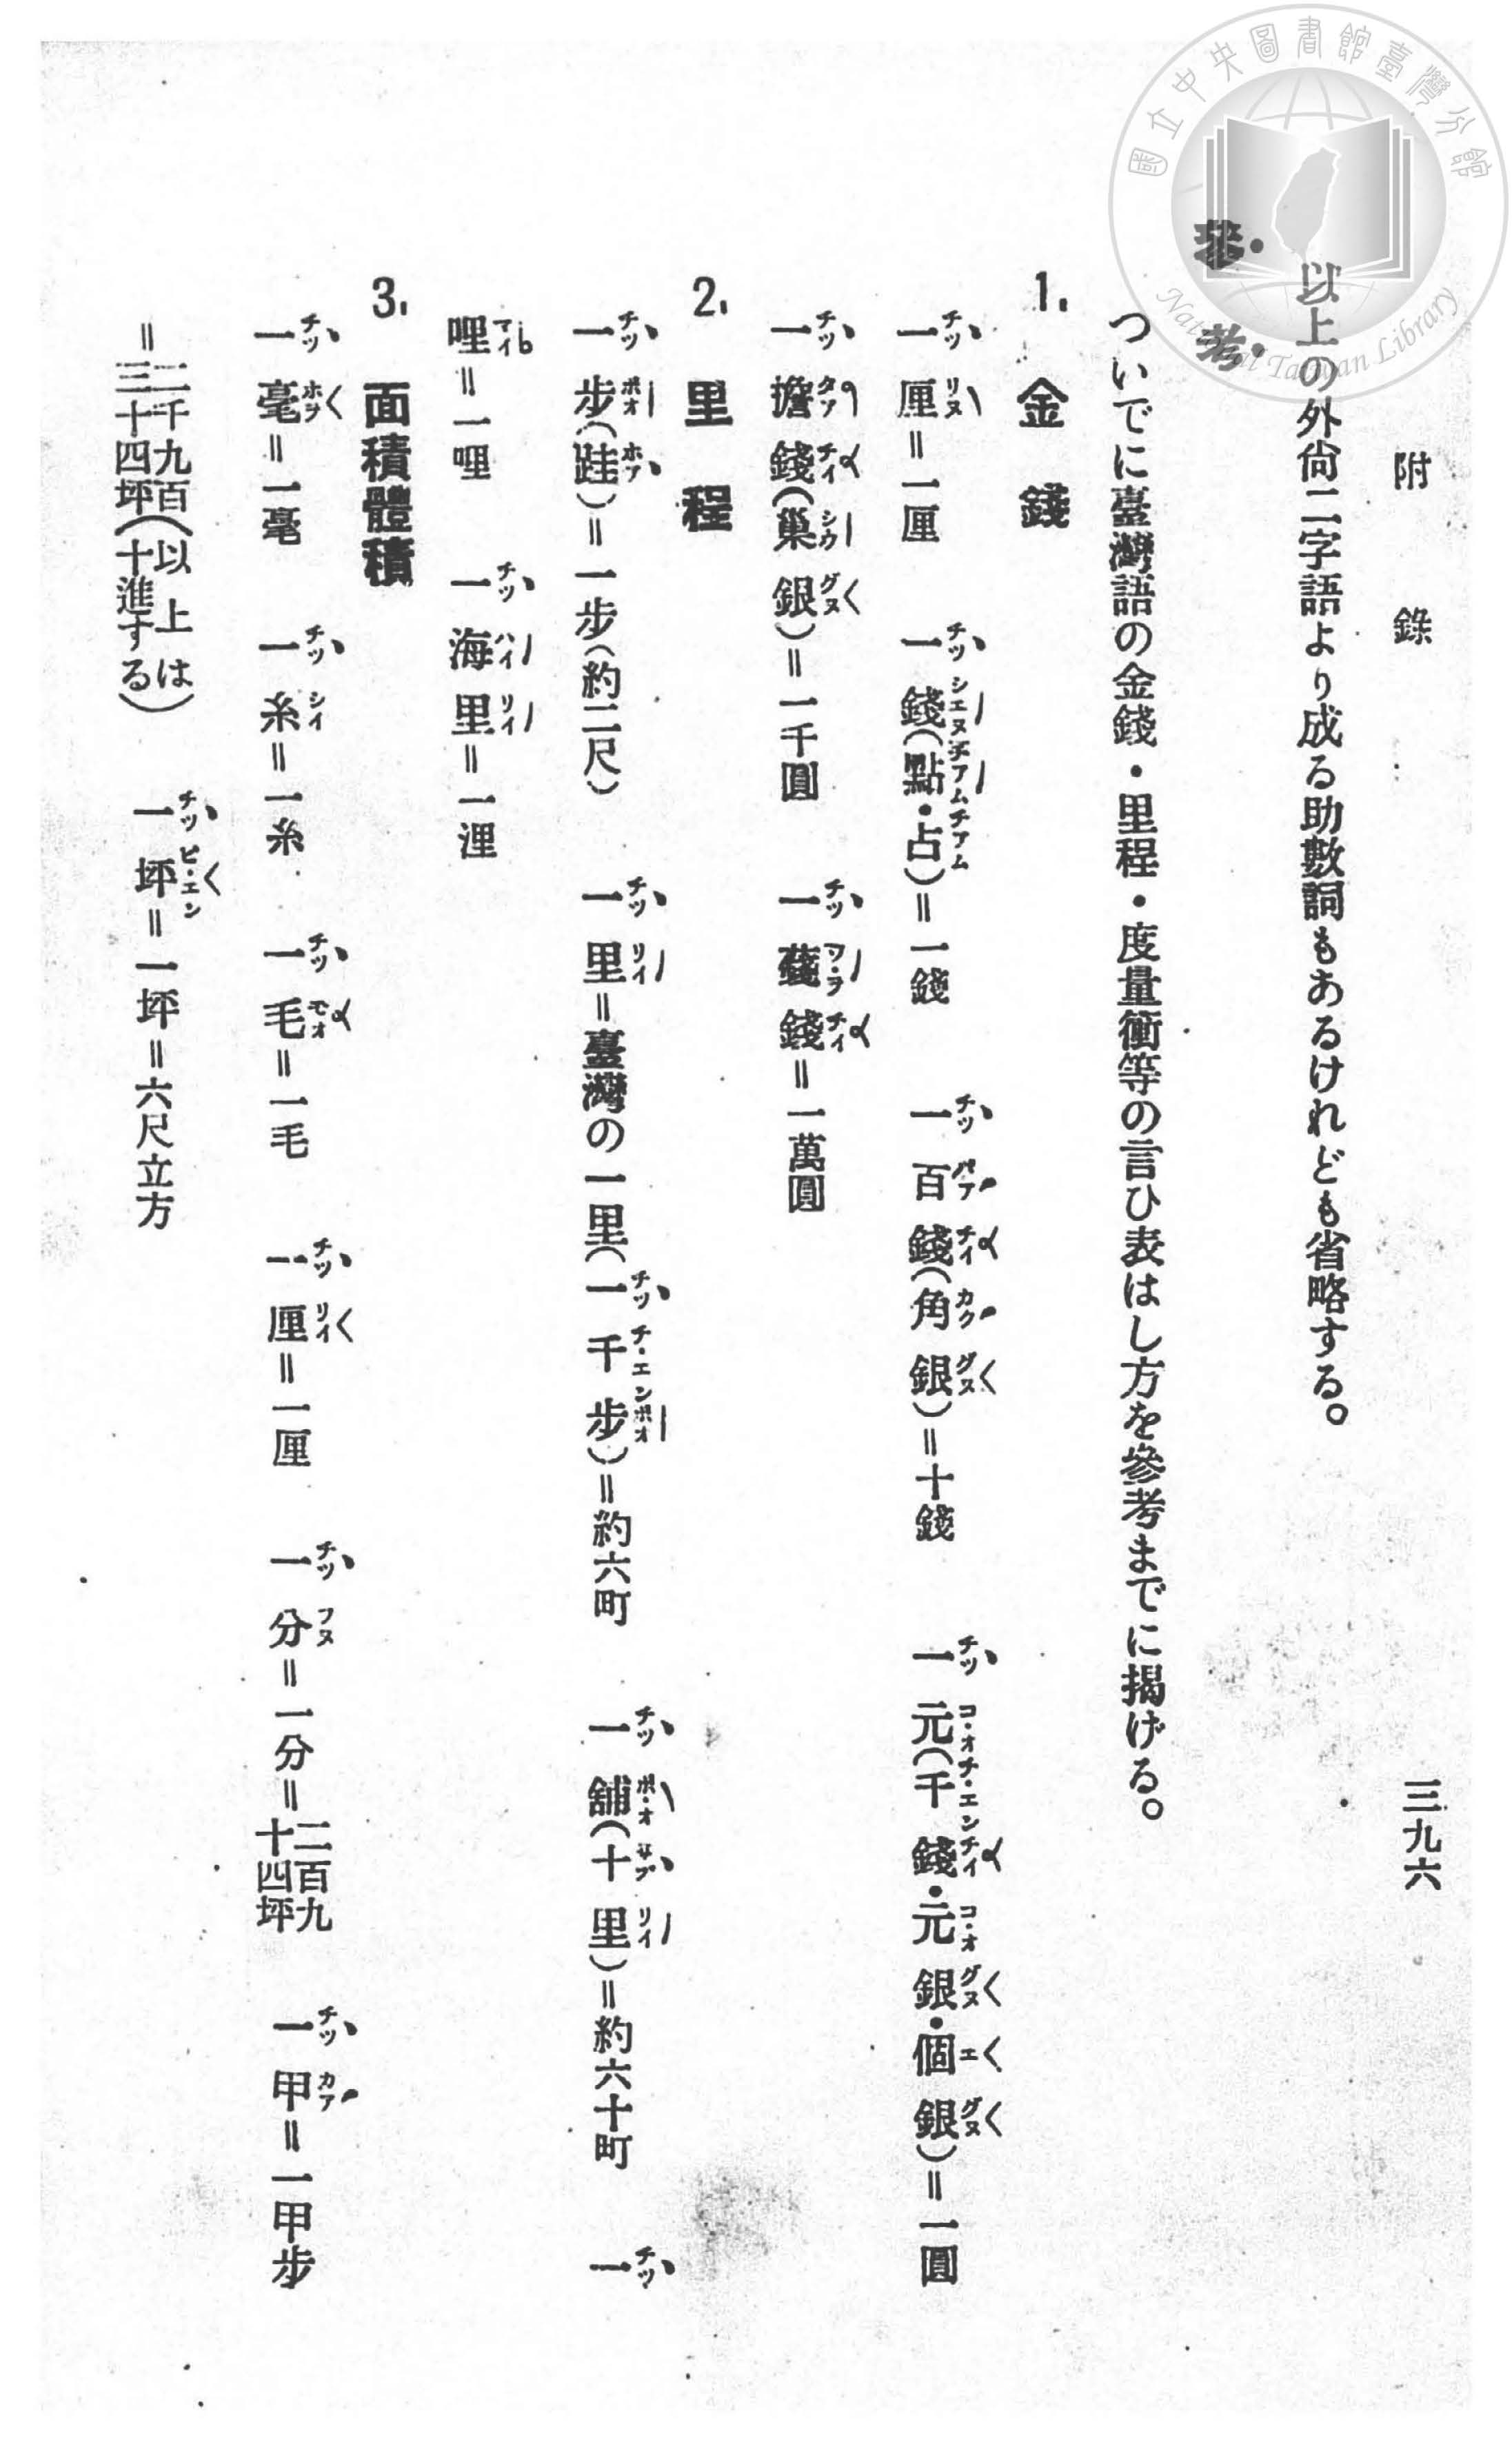 附錄
三九六
以上の外尙二字語より成る助數詞もあるけれども省略する。
參考
ついでに臺灣語の金錢・里程・度量衝等の言ひ表はし方を參考までに揭げる。
1. 金錢
一厘=一厘 一錢(點・占)=一錢 一百錢(角銀)=十錢 一元(千錢・元銀・個銀)=一圓
一擔錢(巢銀)=一千圓 一藏錢=一萬圓
2. 里程
一步(跬)=一步(約二尺) 一里=臺灣の一里(一千步)=約六町 一舖(十里)=約六十町 一
哩=一哩 一海里=一浬
3. 面積體積
一毫=一毫 一糸=一糸 一毛=一毛 一厘=一厘 一分=一分=二百九十四坪 一甲=一甲步
=二千九百三十四坪(以上は十進する) 一坪=一坪=六尺立方
國立中央圖書館臺灣分館
National Taiwan Library